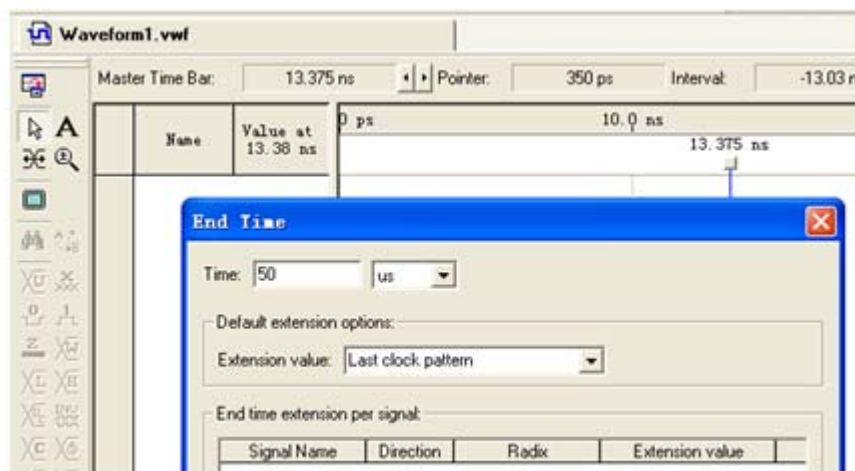 Waveform1.vwf
Master Time Bar: 13.375 ns Pointer: 350 ps Interval: -13.03 n
Name Value at 13.38 ns 0 ps 10.0 ns
13.375 ns
A
End Time
Time: 50 us
Default extension options:
Extension value: Last clock pattern
End time extension per signal:
Signal Name Direction Radix Extension value